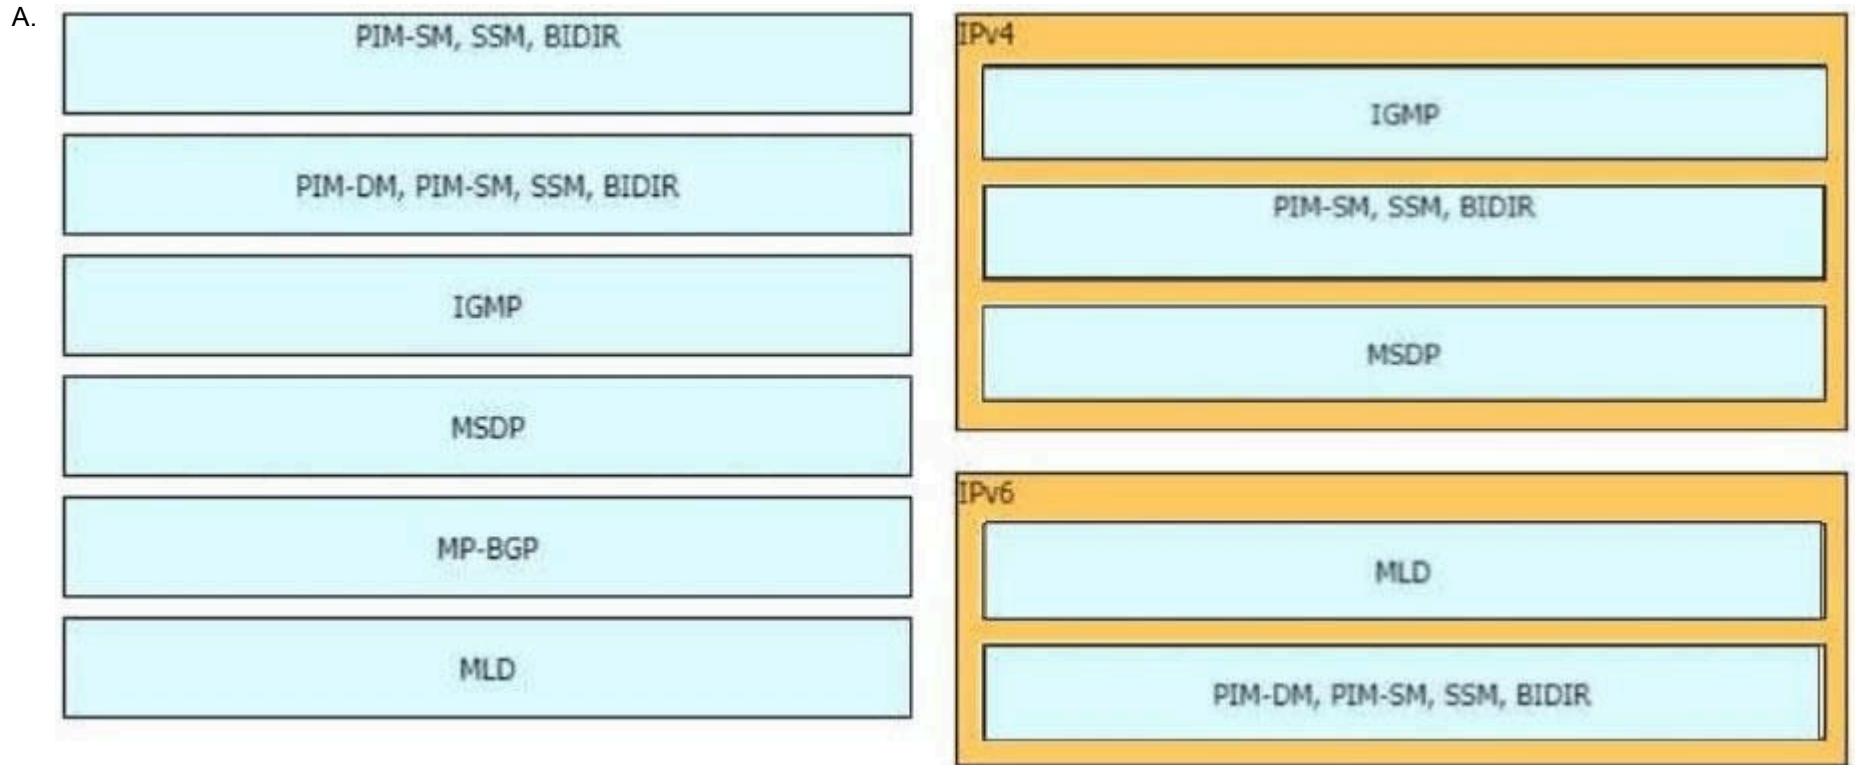 A.
PIM-SM, SSM, BIDIR
PIM-DM, PIM-SM, SSM, BIDIR
IGMP
MSDP
MP-BGP
MLD
IPv4
IGMP
PIM-SM, SSM, BIDIR
MSDP
IPv6
MLD
PIM-DM, PIM-SM, SSM, BIDIR